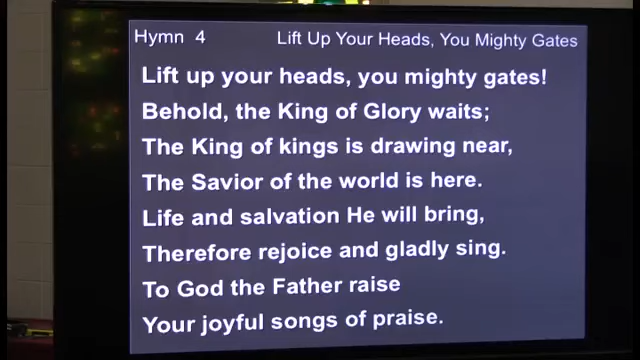 Hymn 4 Lift Up Your Heads, You Mighty Gates
Lift up your heads, you mighty gates!
Behold, the King of Glory waits;
The King of kings is drawing near,
The Savior of the world is here.
Life and salvation He will bring,
Therefore rejoice and gladly sing.
To God the Father raise
Your joyful songs of praise.